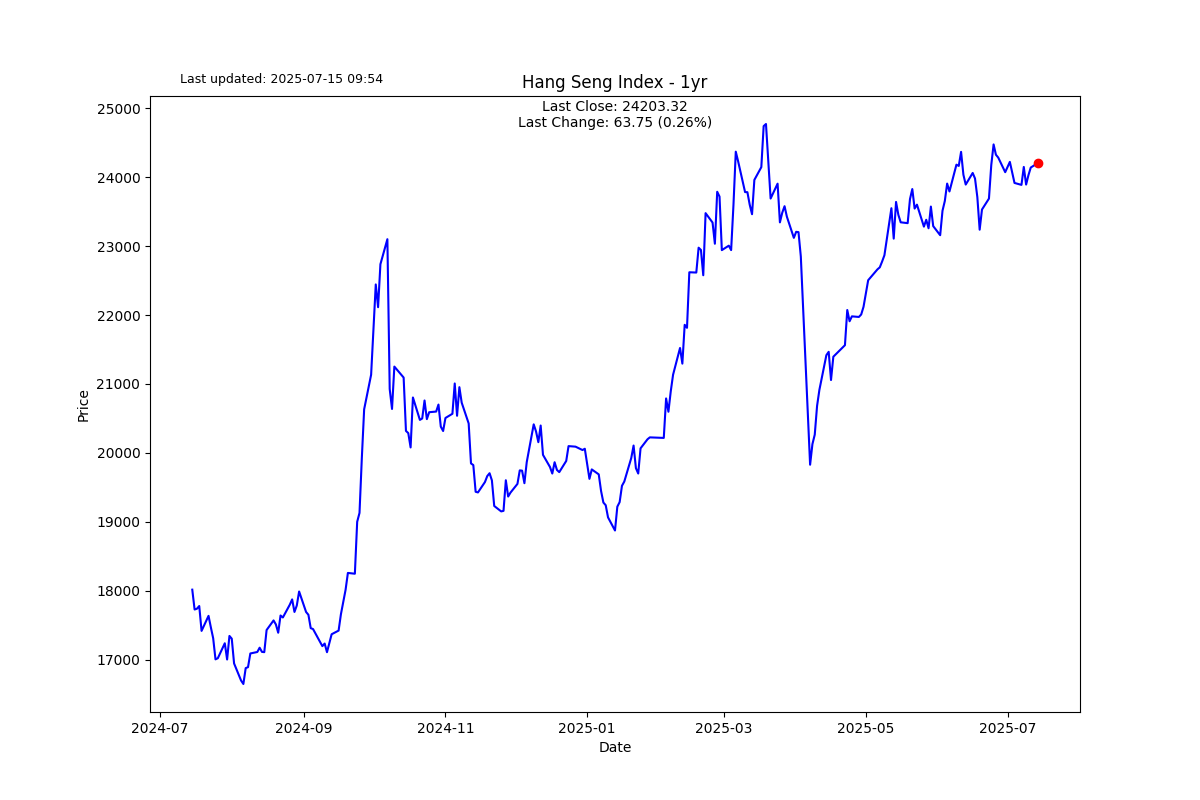 Last updated: 2025-07-15 09:54
Hang Seng Index - 1yr
Last Close: 24203.32
Last Change: 63.75 (0.26%)
25000
24000
23000
22000
21000
20000
19000
18000
17000
Price
2024-07
2024-09
2024-11
2025-01
2025-03
2025-05
2025-07
Date